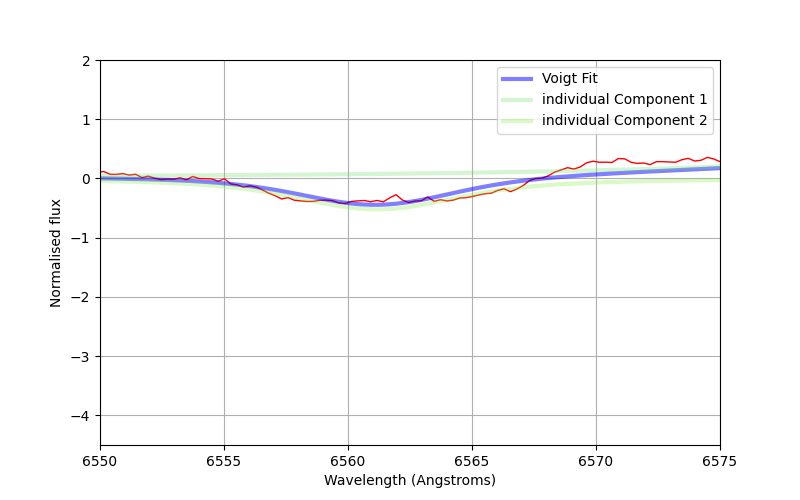 2
1
0
−1
−2
−3
−4
Normalised flux
Voigt Fit
individual Component 1
individual Component 2
6550 6555 6560 6565 6570 6575
Wavelength (Angstroms)